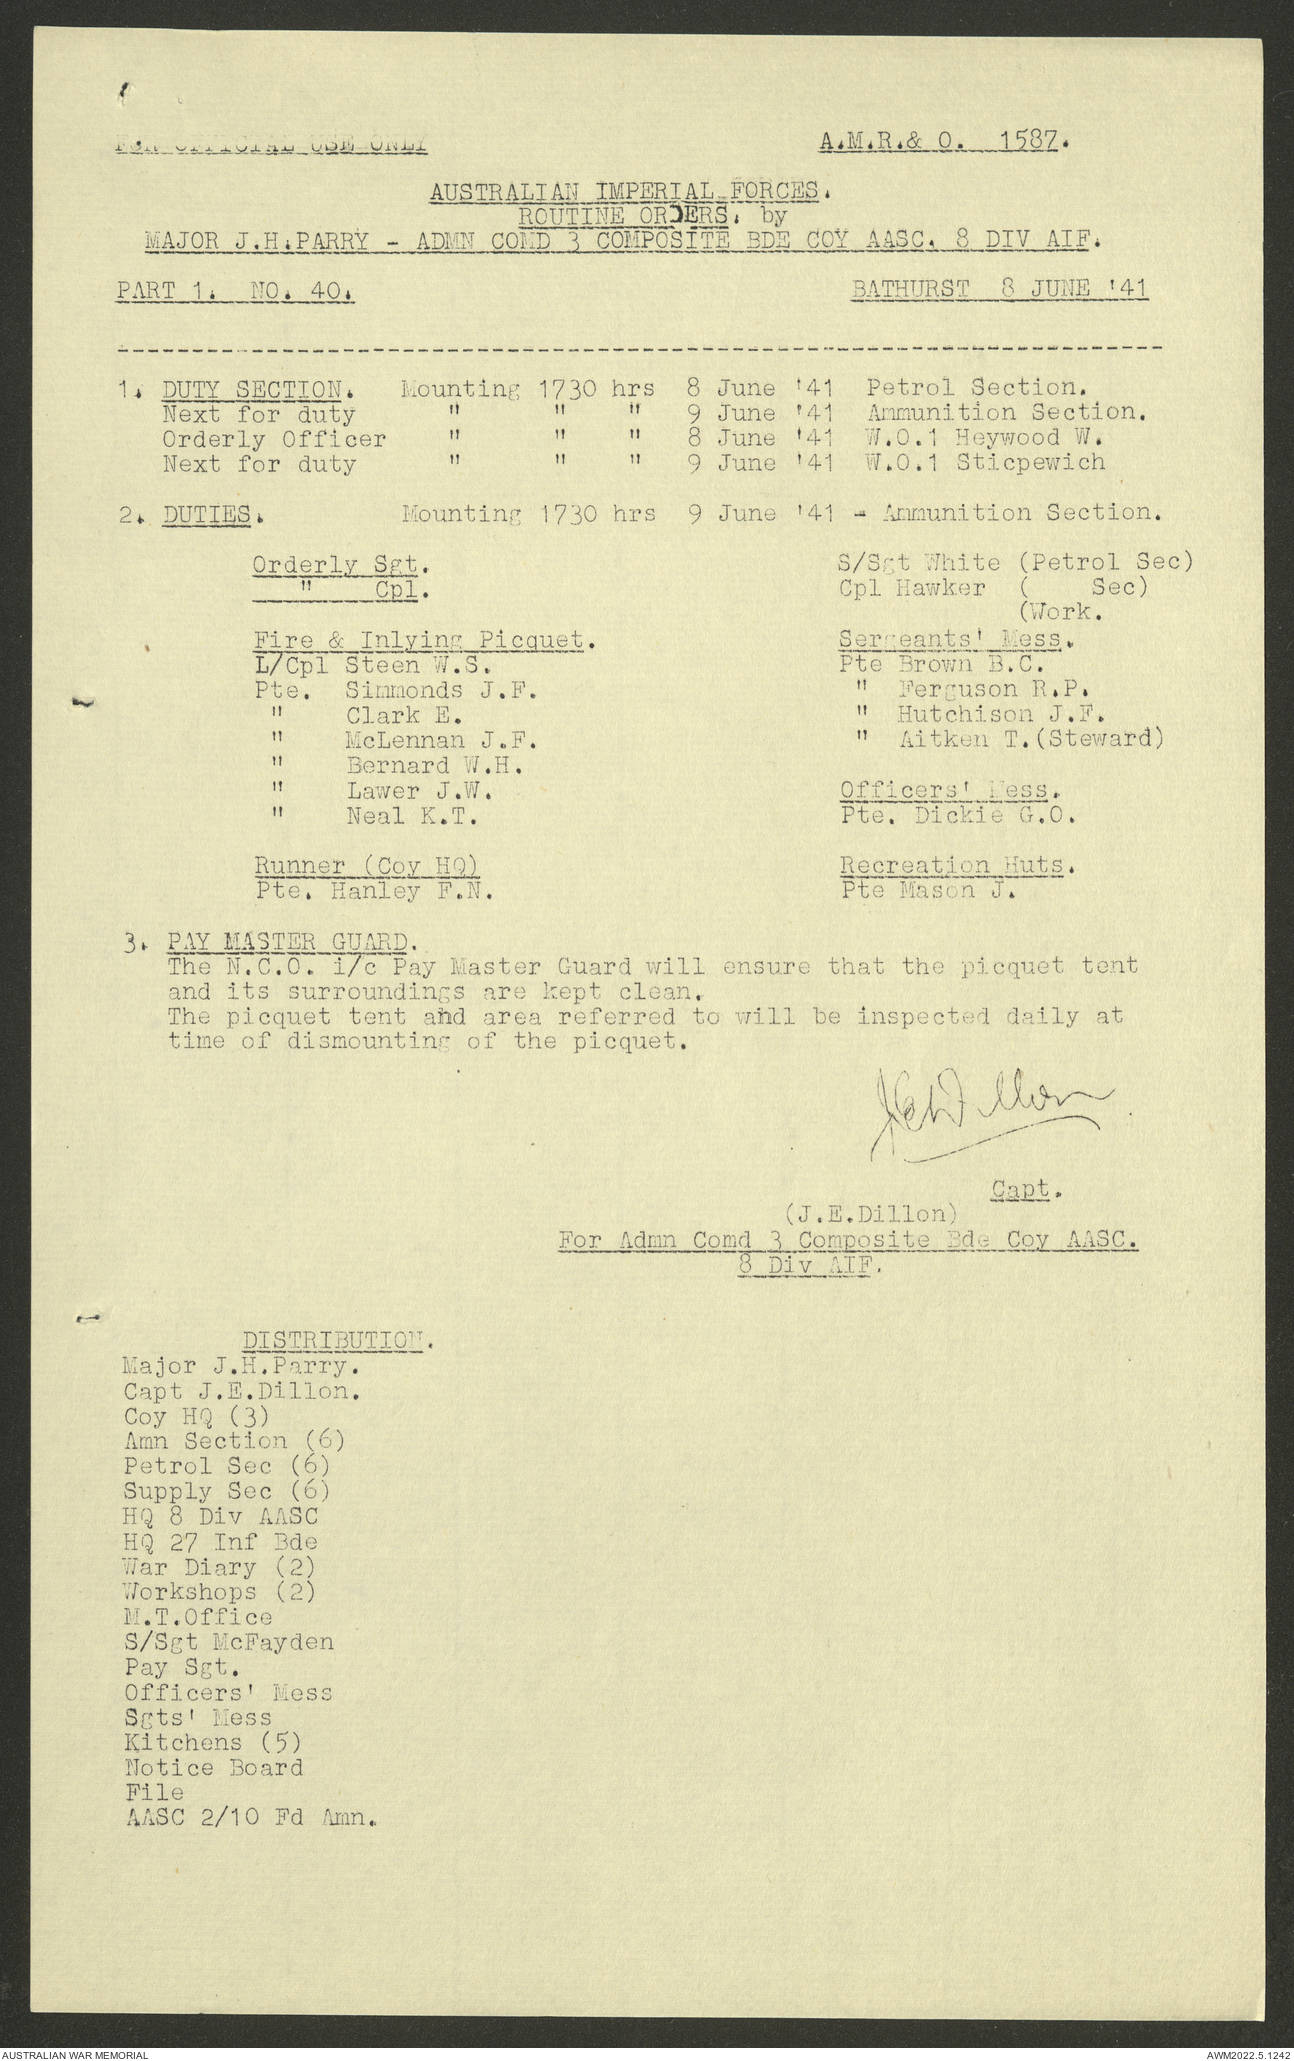 FOR OFFICIAL USE ONLY A.M.R.& O. 1587.
AUSTRALIAN IMPERIAL FORCES.
ROUTINE ORDERS. by
MAJOR J.H.PARRY - ADMN COMD 3 COMPOSITE BDE COY AASC. 8 DIV AIF.
PART 1. NO. 40. BATHURST 8 JUNE '41
1. DUTY SECTION. Mounting 1730 hrs 8 June '41 Petrol Section.
Next for duty " " " 9 June '41 Ammunition Section.
Orderly Officer " " " 8 June '41 W.O.1 Heywood W.
Next for duty " " " 9 June '41 W.O.1 Sticpewich
2. DUTIES. Mounting 1730 hrs 9 June '41 - Ammunition Section.
Orderly Sgt. S/Sgt White (Petrol Sec)
" Cpl. Cpl Hawker ( Sec)
(Work.
Fire & Inlying Picquet. Sergeants' Mess.
L/Cpl Steen W.S. Pte Brown B.C.
Pte. Simmonds J.F. " Ferguson R.P.
" Clark E. " Hutchison J.F.
" McLennan J.F. " Aitken T.(Steward)
" Bernard W.H.
" Lawer J.W. Officers' Mess.
" Neal K.T. Pte. Dickie G.O.
Runner (Coy HQ) Recreation Huts.
Pte. Hanley F.N. Pte Mason J.
3. PAY MASTER GUARD.
The N.C.O. i/c Pay Master Guard will ensure that the picquet tent
and its surroundings are kept clean.
The picquet tent and area referred to will be inspected daily at
time of dismounting of the picquet.
Capt.
(J.E.Dillon)
For Admn Comd 3 Composite Bde Coy AASC.
8 Div AIF.
DISTRIBUTION.
Major J.H.Parry.
Capt J.E.Dillon.
Coy HQ (3)
Amn Section (6)
Petrol Sec (6)
Supply Sec (6)
HQ 8 Div AASC
HQ 27 Inf Bde
War Diary (2)
Workshops (2)
M.T.Office
S/Sgt McFayden
Pay Sgt.
Officers' Mess
Sgts' Mess
Kitchens (5)
Notice Board
File
AASC 2/10 Fd Amn.
AUSTRALIAN WAR MEMORIAL AWM2022.5.1242